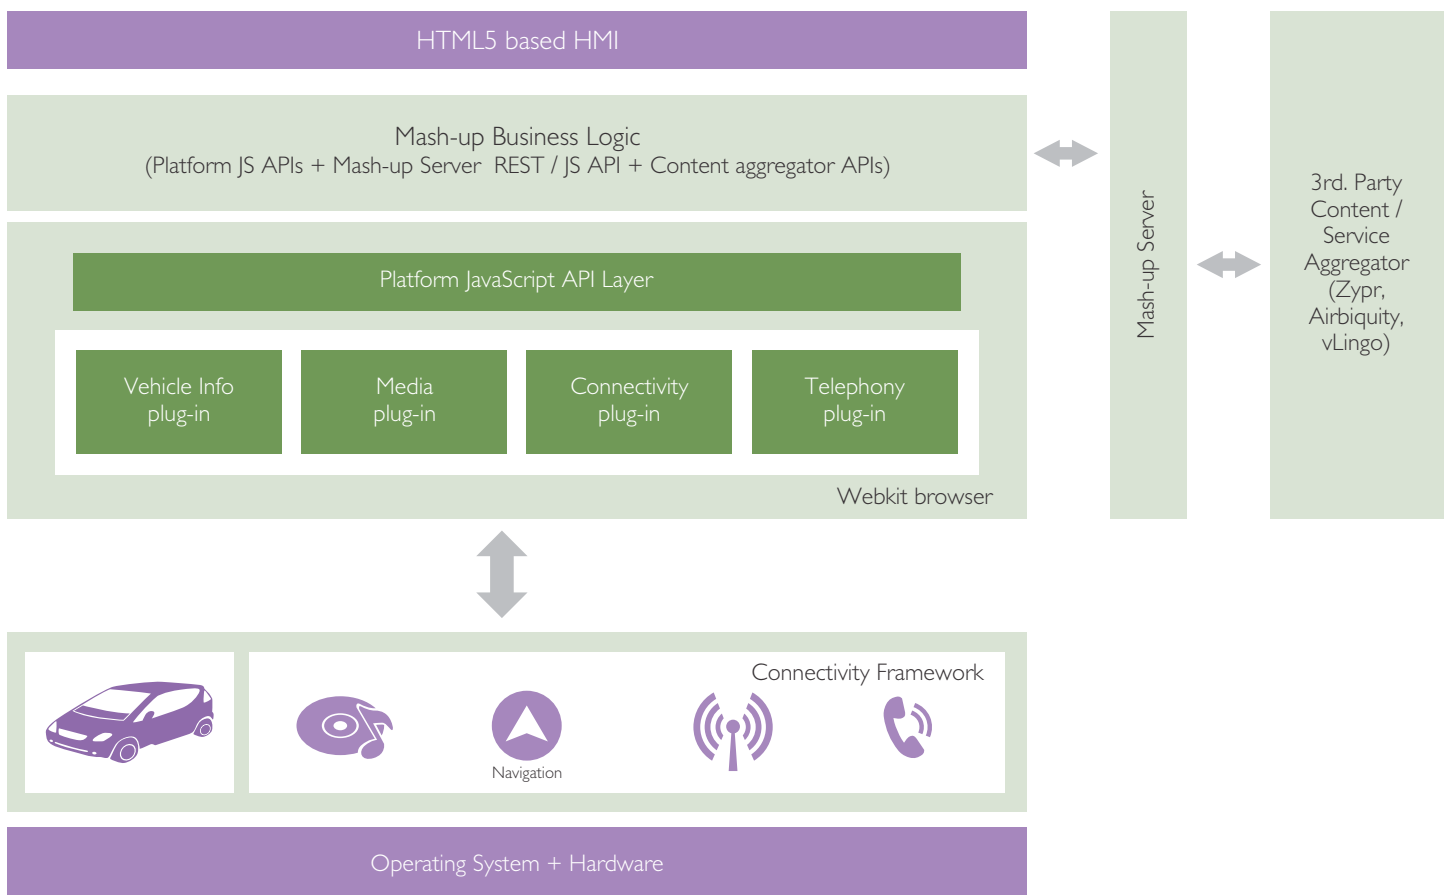 HTML5 based HMI
Mash-up Business Logic
(Platform JS APIs + Mash-up Server REST / JS API + Content aggregator APIs)
Platform JavaScript API Layer
Vehicle Info
plug-in
Media
plug-in
Connectivity
plug-in
Telephony
plug-in
Webkit browser
Mash-up Server
3rd. Party
Content /
Service
Aggregator
(Zypr,
Airbiquity,
vLingo)
Connectivity Framework
Navigation
Operating System + Hardware